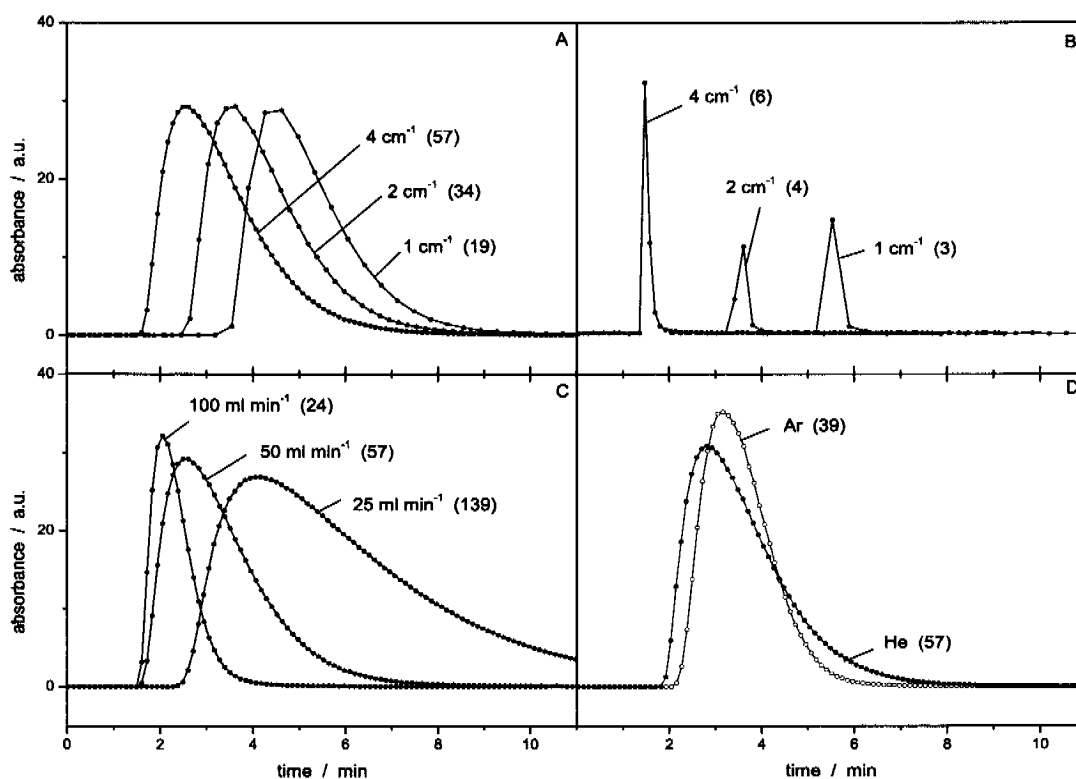 40
20
0
absorbance / a.u.
A
4 cm⁻¹ (57)
2 cm⁻¹ (34)
1 cm⁻¹ (19)
B
4 cm⁻¹ (6)
2 cm⁻¹ (4)
1 cm⁻¹ (3)
40
20
0
absorbance / a.u.
C
100 ml min⁻¹ (24)
50 ml min⁻¹ (57)
25 ml min⁻¹ (139)
D
Ar (39)
He (57)
0 2 4 6 8 10
2 4 6 8 10
time / min
time / min